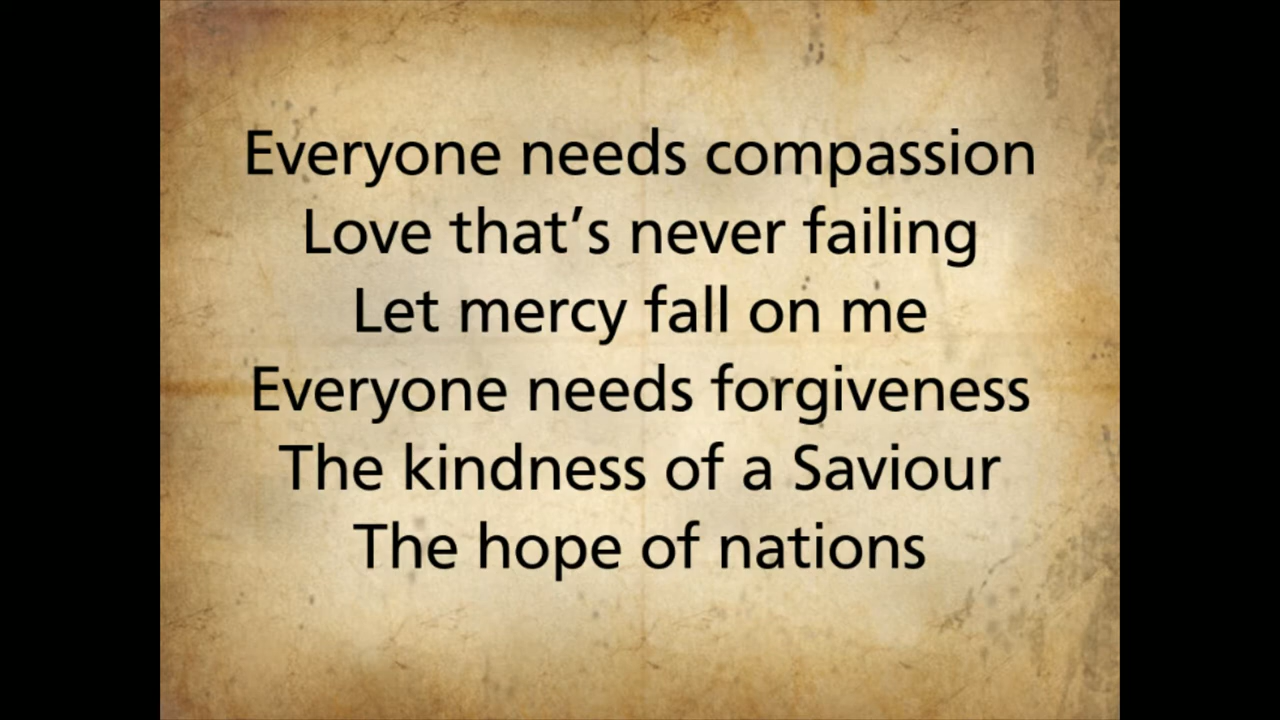 Everyone needs compassion
Love that’s never failing
Let mercy fall on me
Everyone needs forgiveness
The kindness of a Saviour
The hope of nations